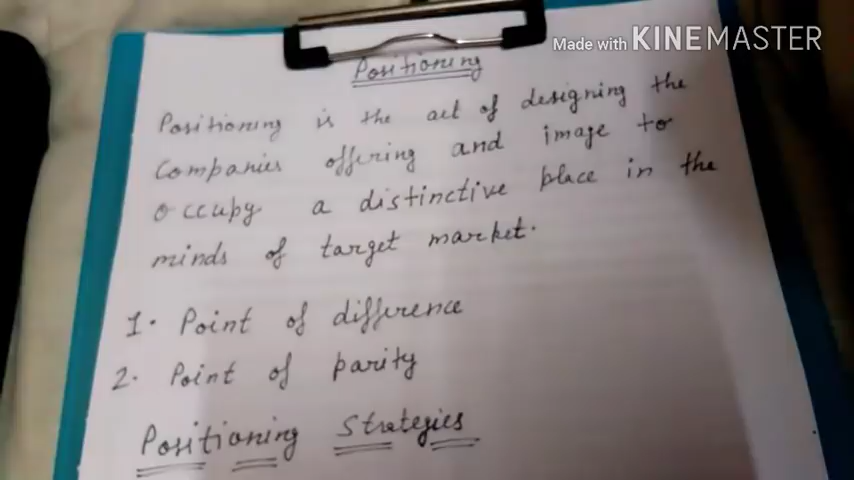 Made with KINEMASTER
Positioning
Positioning is the act of designing the
Companies offering and image to
occupy a distinctive place in the
minds of target market.
1. Point of difference
2. Point of parity
Positioning Strategies